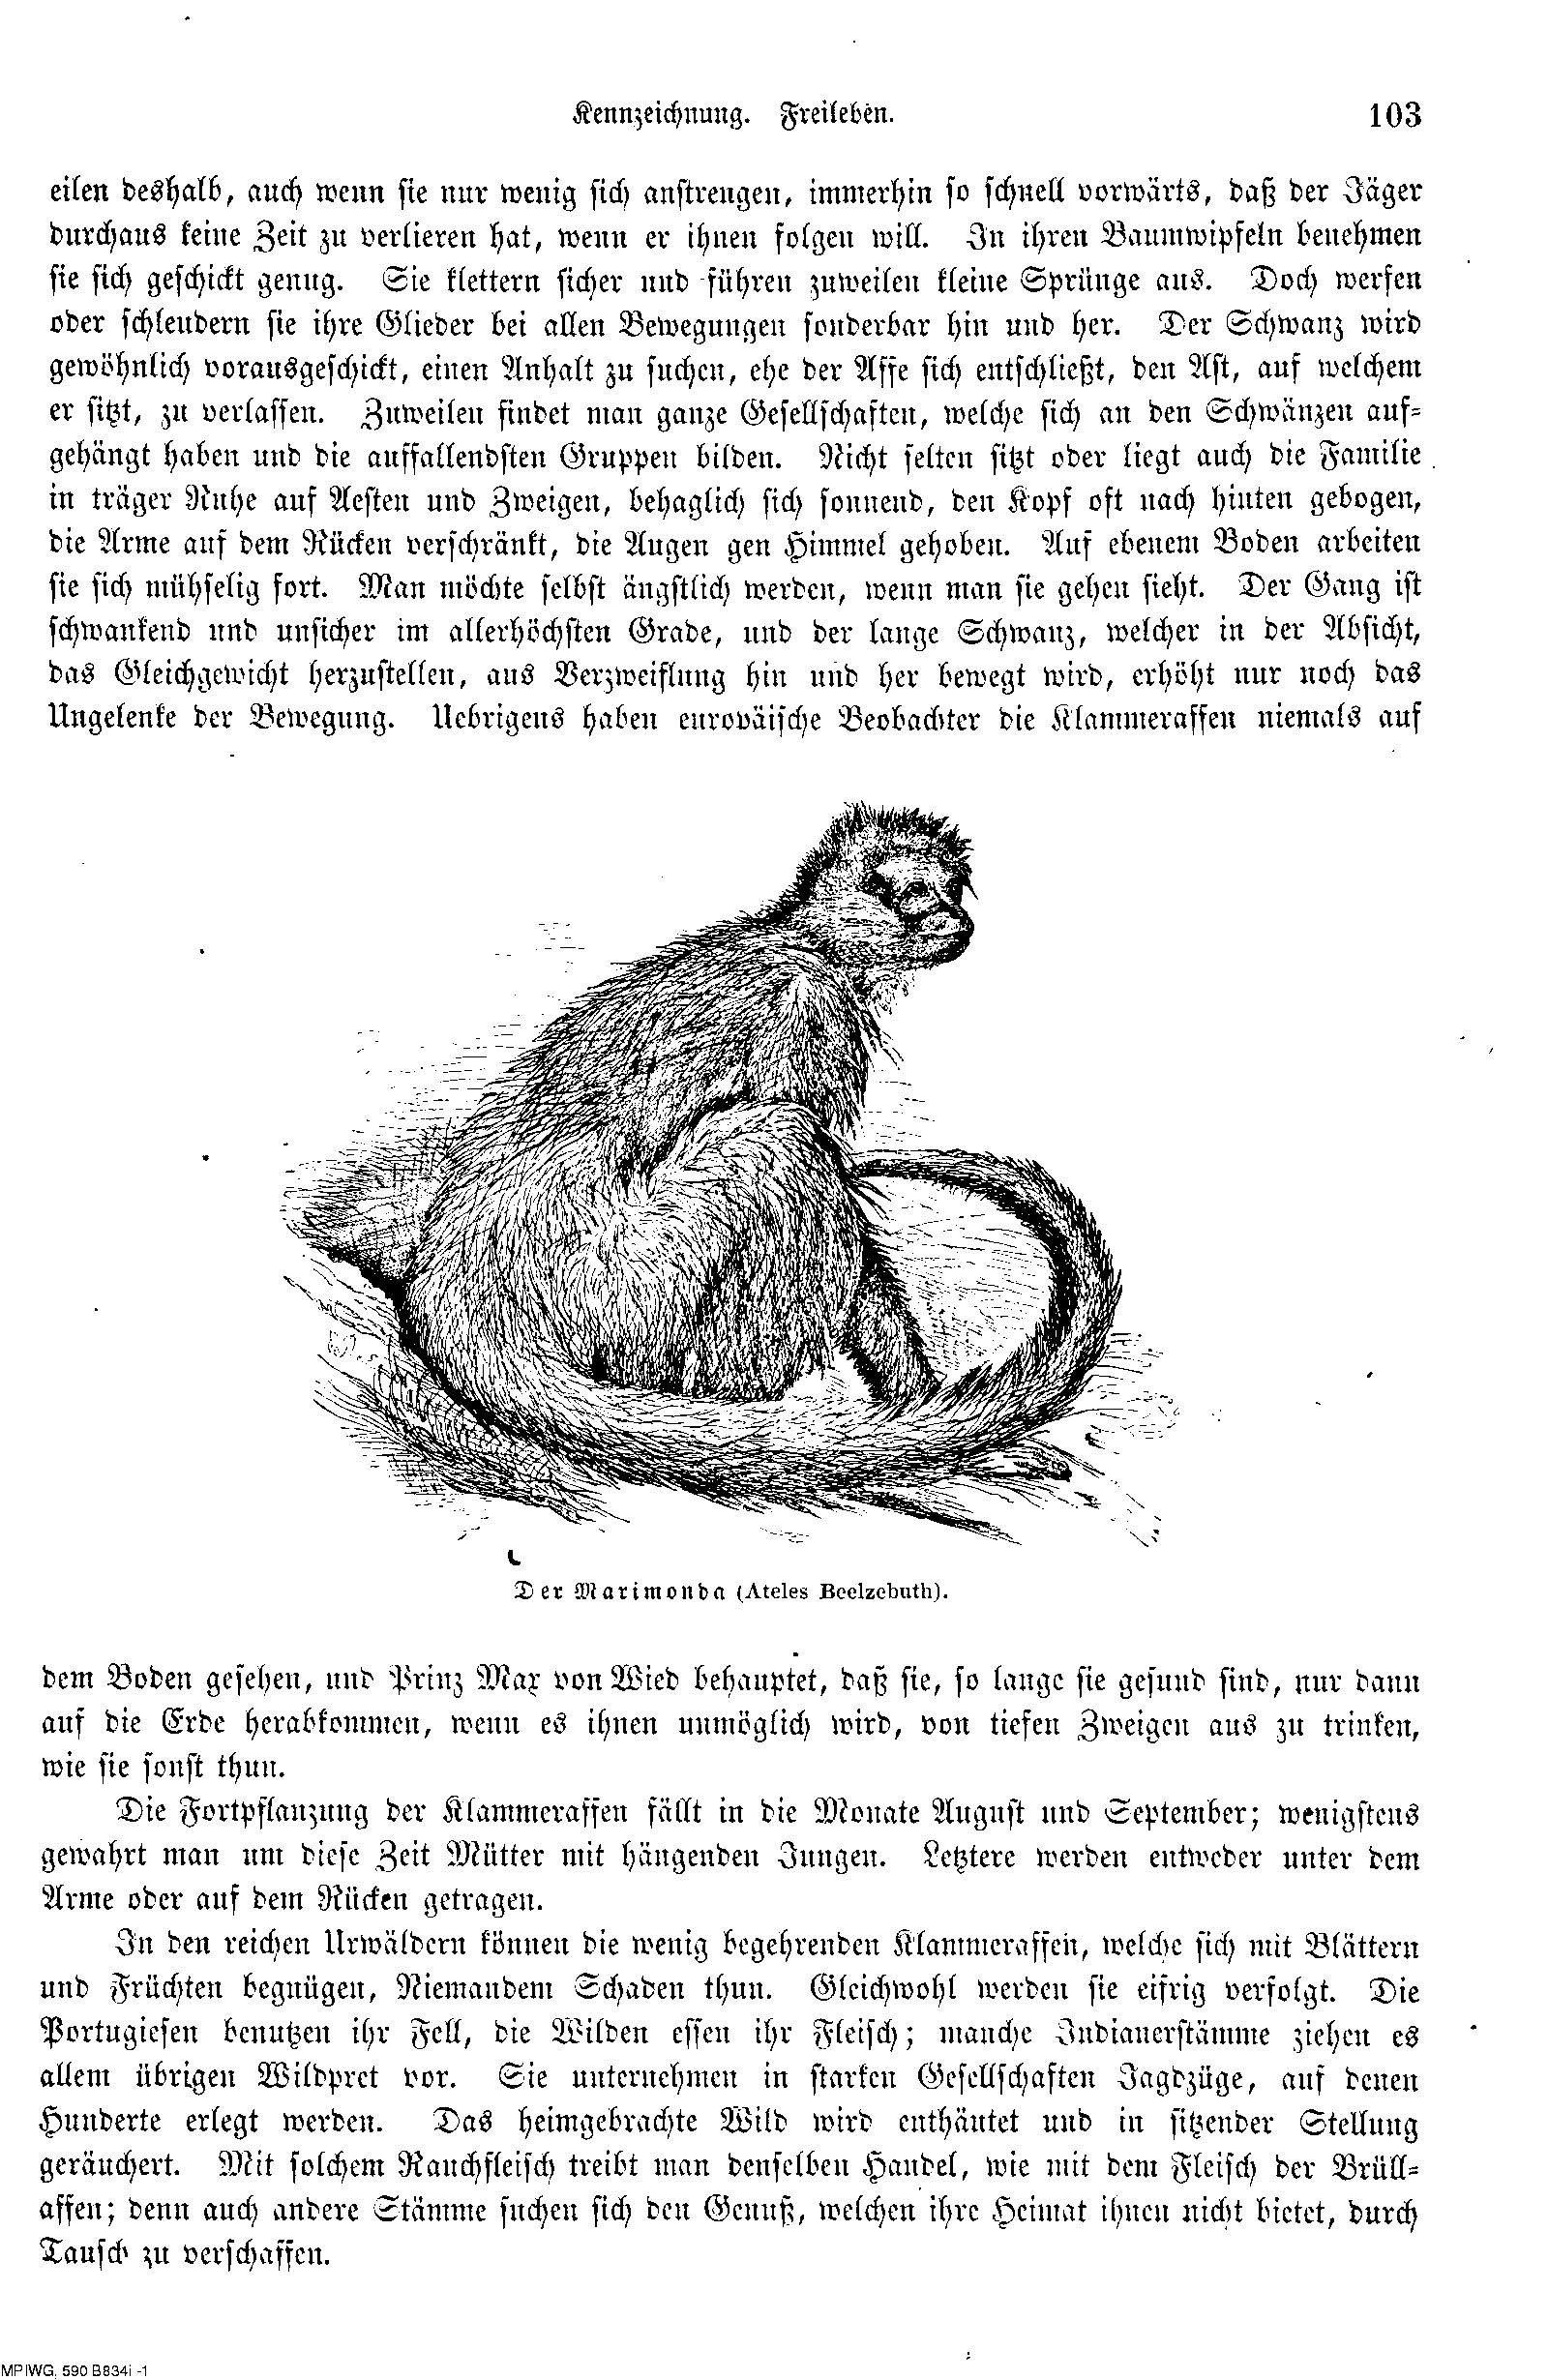 Kennzeichnung. Freileben. 103
eilen deshalb, auch wenn sie nur wenig sich anstrengen, immerhin so schnell vorwärts, daß der Jäger
durchaus keine Zeit zu verlieren hat, wenn er ihnen folgen will. In ihren Baumwipfeln benehmen
sie sich geschickt genug. Sie klettern sicher und führen zuweilen kleine Sprünge aus. Doch werfen
oder schleudern sie ihre Glieder bei allen Bewegungen sonderbar hin und her. Der Schwanz wird
gewöhnlich vorausgeschickt, einen Anhalt zu suchen, ehe der Affe sich entschließt, den Ast, auf welchem
er sitzt, zu verlassen. Zuweilen findet man ganze Gesellschaften, welche sich an den Schwänzen auf-
gehängt haben und die auffallendsten Gruppen bilden. Nicht selten sitzt oder liegt auch die Familie
in träger Ruhe auf Aesten und Zweigen, behaglich sich sonnend, den Kopf oft nach hinten gebogen,
die Arme auf dem Rücken verschränkt, die Augen gen Himmel gehoben. Auf ebenem Boden arbeiten
sie sich mühselig fort. Man möchte selbst ängstlich werden, wenn man sie gehen sieht. Der Gang ist
schwankend und unsicher im allerhöchsten Grade, und der lange Schwanz, welcher in der Absicht,
das Gleichgewicht herzustellen, aus Verzweiflung hin und her bewegt wird, erhöht nur noch das
Ungelenke der Bewegung. Uebrigens haben europäische Beobachter die Klammeraffen niemals auf
Der Marimonda (Ateles Beelzebuth).
dem Boden gesehen, und Prinz Max von Wied behauptet, daß sie, so lange sie gesund sind, nur dann
auf die Erde herabkommen, wenn es ihnen unmöglich wird, von tiefen Zweigen aus zu trinken,
wie sie sonst thun.
Die Fortpflanzung der Klammeraffen fällt in die Monate August und September; wenigstens
gewahrt man um diese Zeit Mütter mit hängenden Jungen. Letztere werden entweder unter dem
Arme oder auf dem Rücken getragen.
In den reichen Urwäldern können die wenig begehrenden Klammeraffen, welche sich mit Blättern
und Früchten begnügen, Niemandem Schaden thun. Gleichwohl werden sie eifrig verfolgt. Die
Portugiesen benutzen ihr Fell, die Wilden essen ihr Fleisch; manche Indianerstämme ziehen es
allem übrigen Wildpret vor. Sie unternehmen in starken Gesellschaften Jagdzüge, auf denen
Hunderte erlegt werden. Das heimgebrachte Wild wird enthäutet und in sitzender Stellung
geräuchert. Mit solchem Rauchfleisch treibt man denselben Handel, wie mit dem Fleisch der Brüll-
affen; denn auch andere Stämme suchen sich den Genuß, welchen ihre Heimat ihnen nicht bietet, durch
Tausch zu verschaffen.
MPIWG, 590 B834i -1